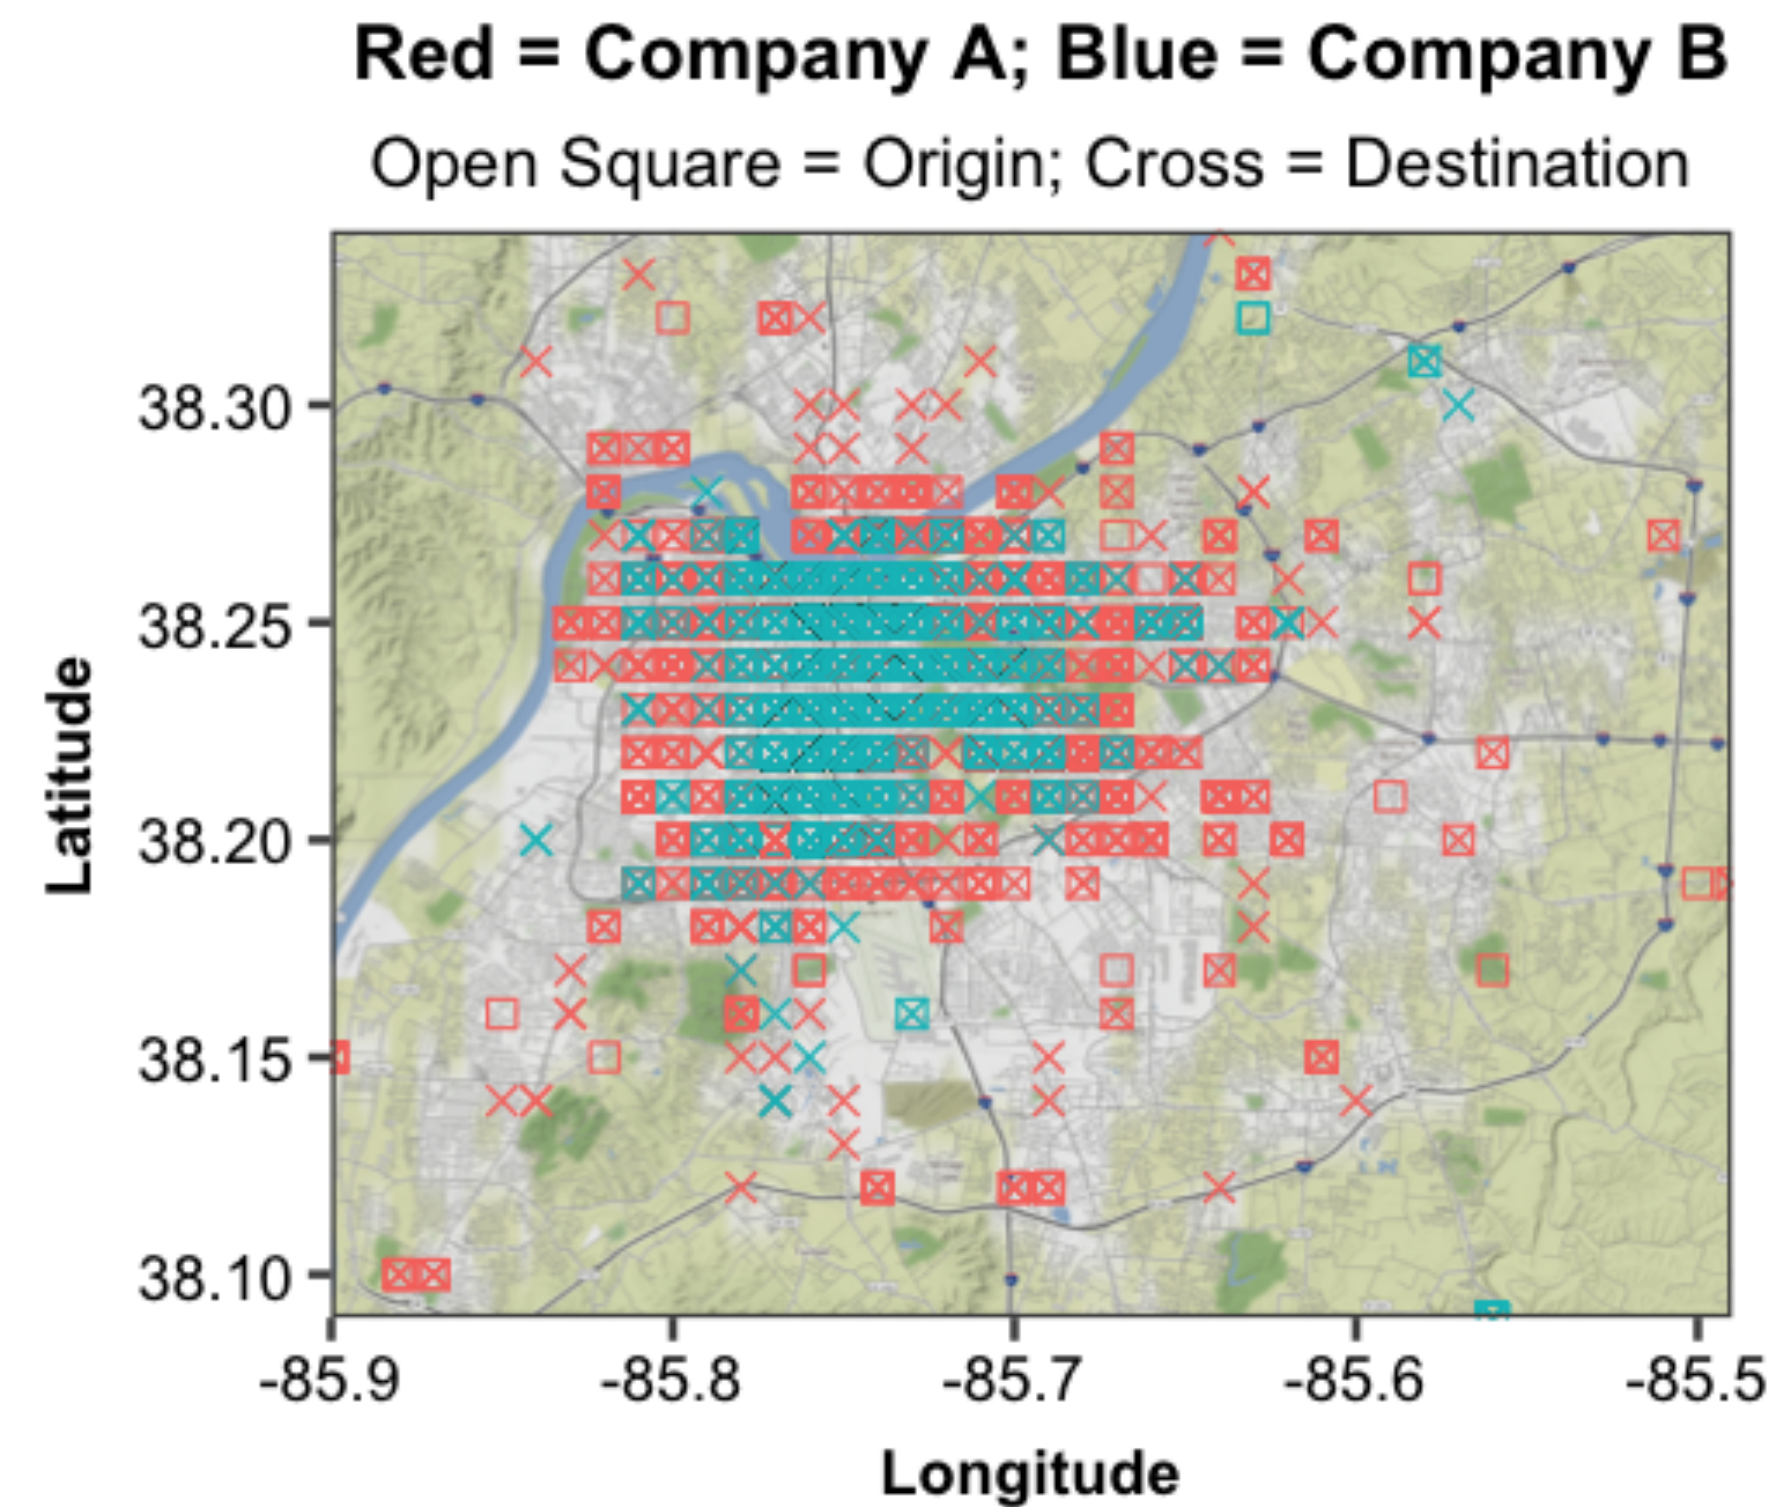 Red = Company A; Blue = Company B
Open Square = Origin; Cross = Destination
38.30
38.25
38.20
38.15
38.10
Latitude
-85.9
-85.8
-85.7
-85.6
-85.5
Longitude